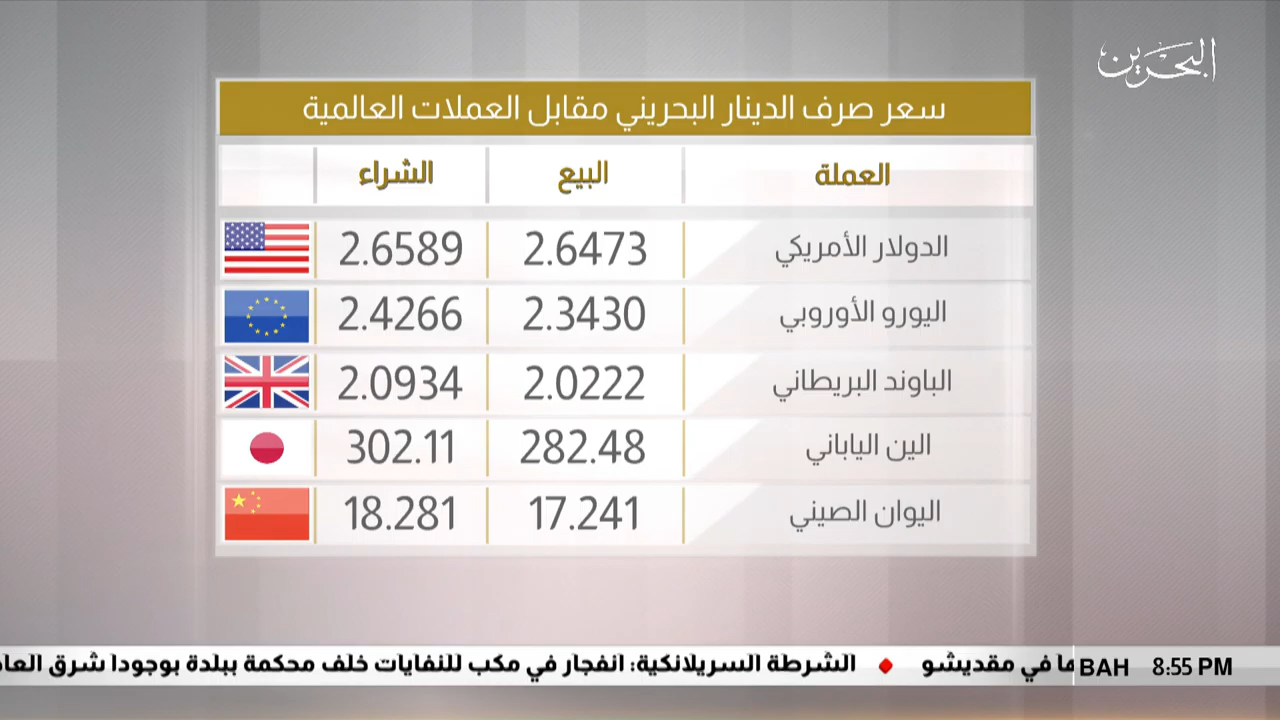 البحرين
سعر صرف الدينار البحريني مقابل العملات العالمية
العملة البيع الشراء
الدولار الأمريكي 2.6473 2.6589
اليورو الأوروبي 2.3430 2.4266
الباوند البريطاني 2.0222 2.0934
الين الياباني 282.48 302.11
اليوان الصيني 17.241 18.281
في مقديشو ♦ الشرطة السريلانكية: انفجار في مكب للنفايات خلف محكمة ببلدة بوجودا شرق
BAH 8:55 PM